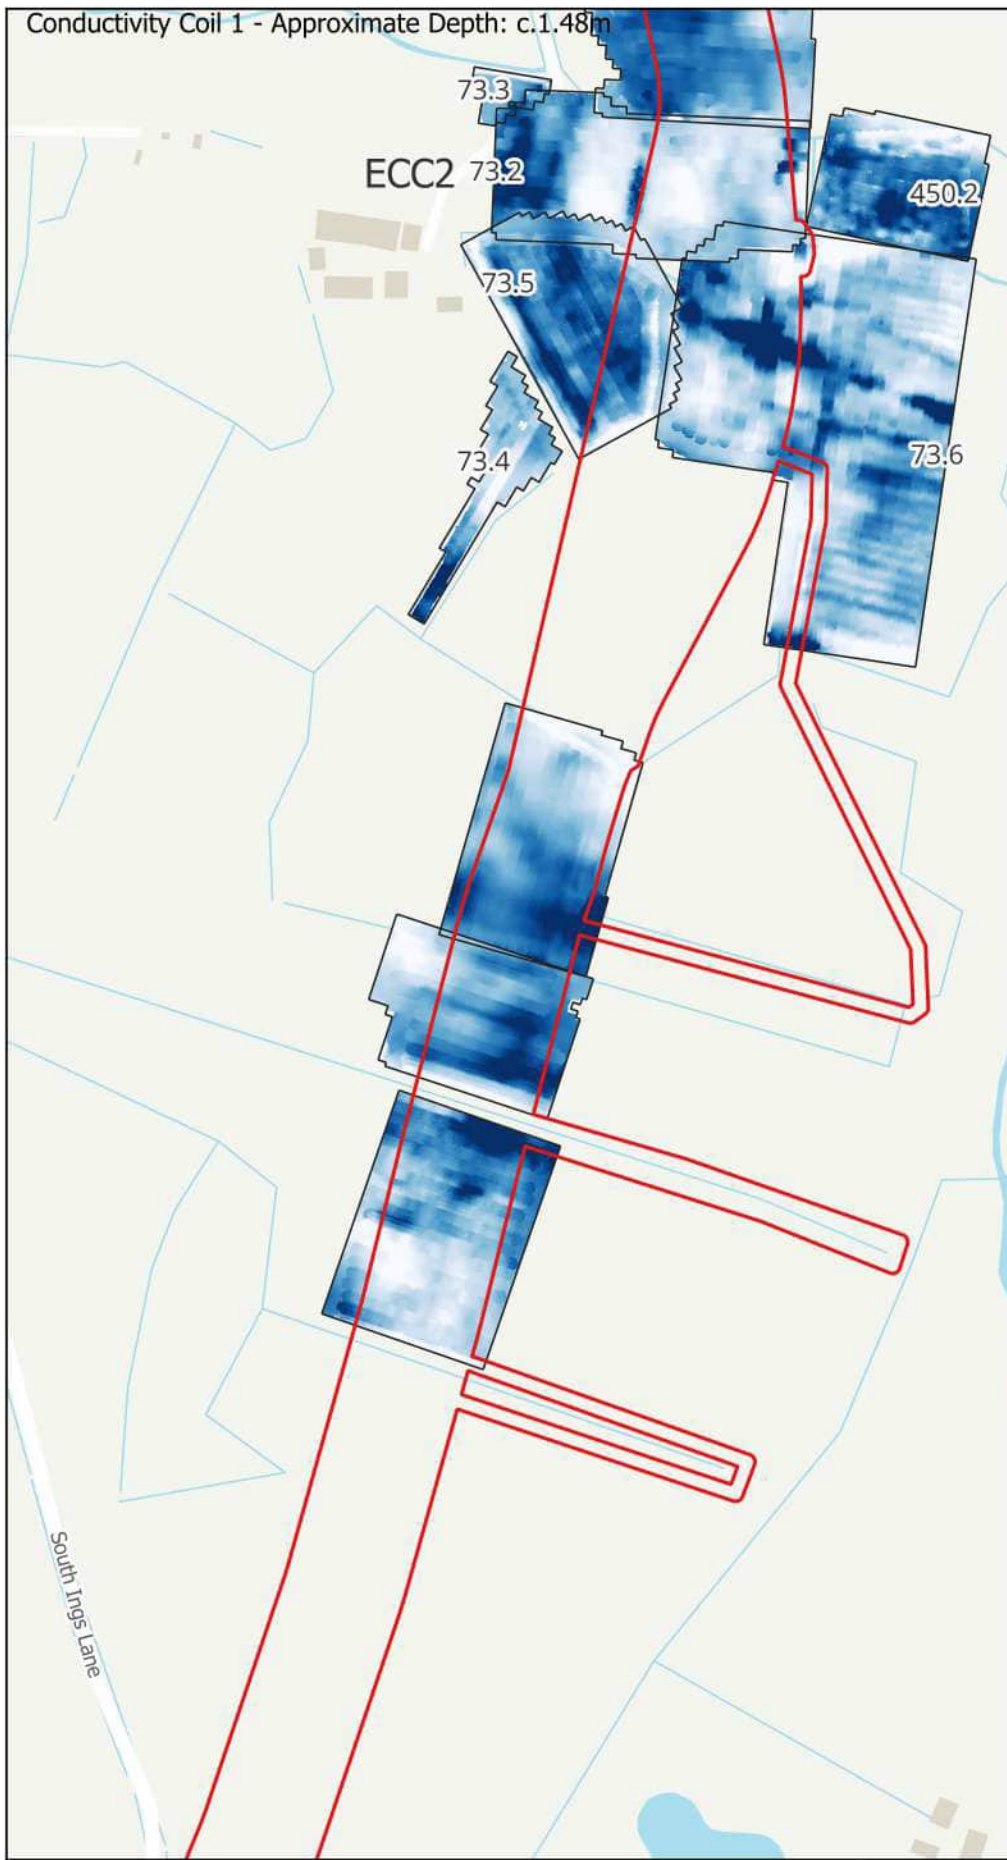 Conductivity Coil 1 - Approximate Depth: c.1.48m
73.3
ECC2
73.2
450.2
73.5
73.4
73.6
South Ings Lane